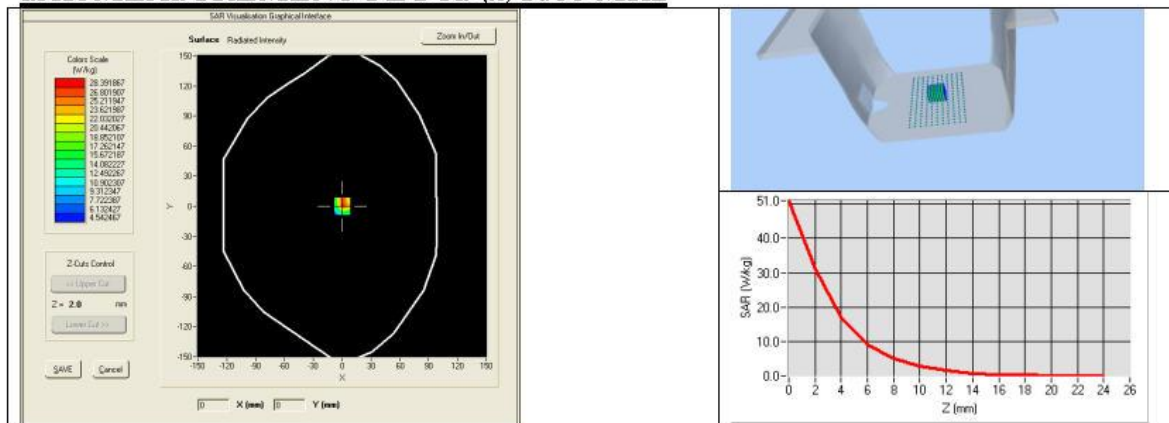 SAR Visualisation Graphical Interface
Surface Radiated Intensity
Zoom In/Out
Colors Scale
(W/kg)
28.391867
26.801907
25.211947
23.621987
22.032027
20.442067
18.852107
17.262147
15.672187
14.082227
12.492267
10.902307
9.312347
7.722387
6.132427
4.542467
Z-Cuts Control
<< Upper Cut
Z = 2.0 mm
Lower Cut >>
SAVE Cancel
150
120
90
60
30
0
-30
-60
-90
-120
-150
Y
-150 -120 -90 -60 -30 0 30 60 90 120 150
X
0 X (mm) 0 Y (mm)
51.0
40.0
30.0
20.0
10.0
0.0
SAR (W/kg)
0 2 4 6 8 10 12 14 16 18 20 22 24 26
Z (mm)